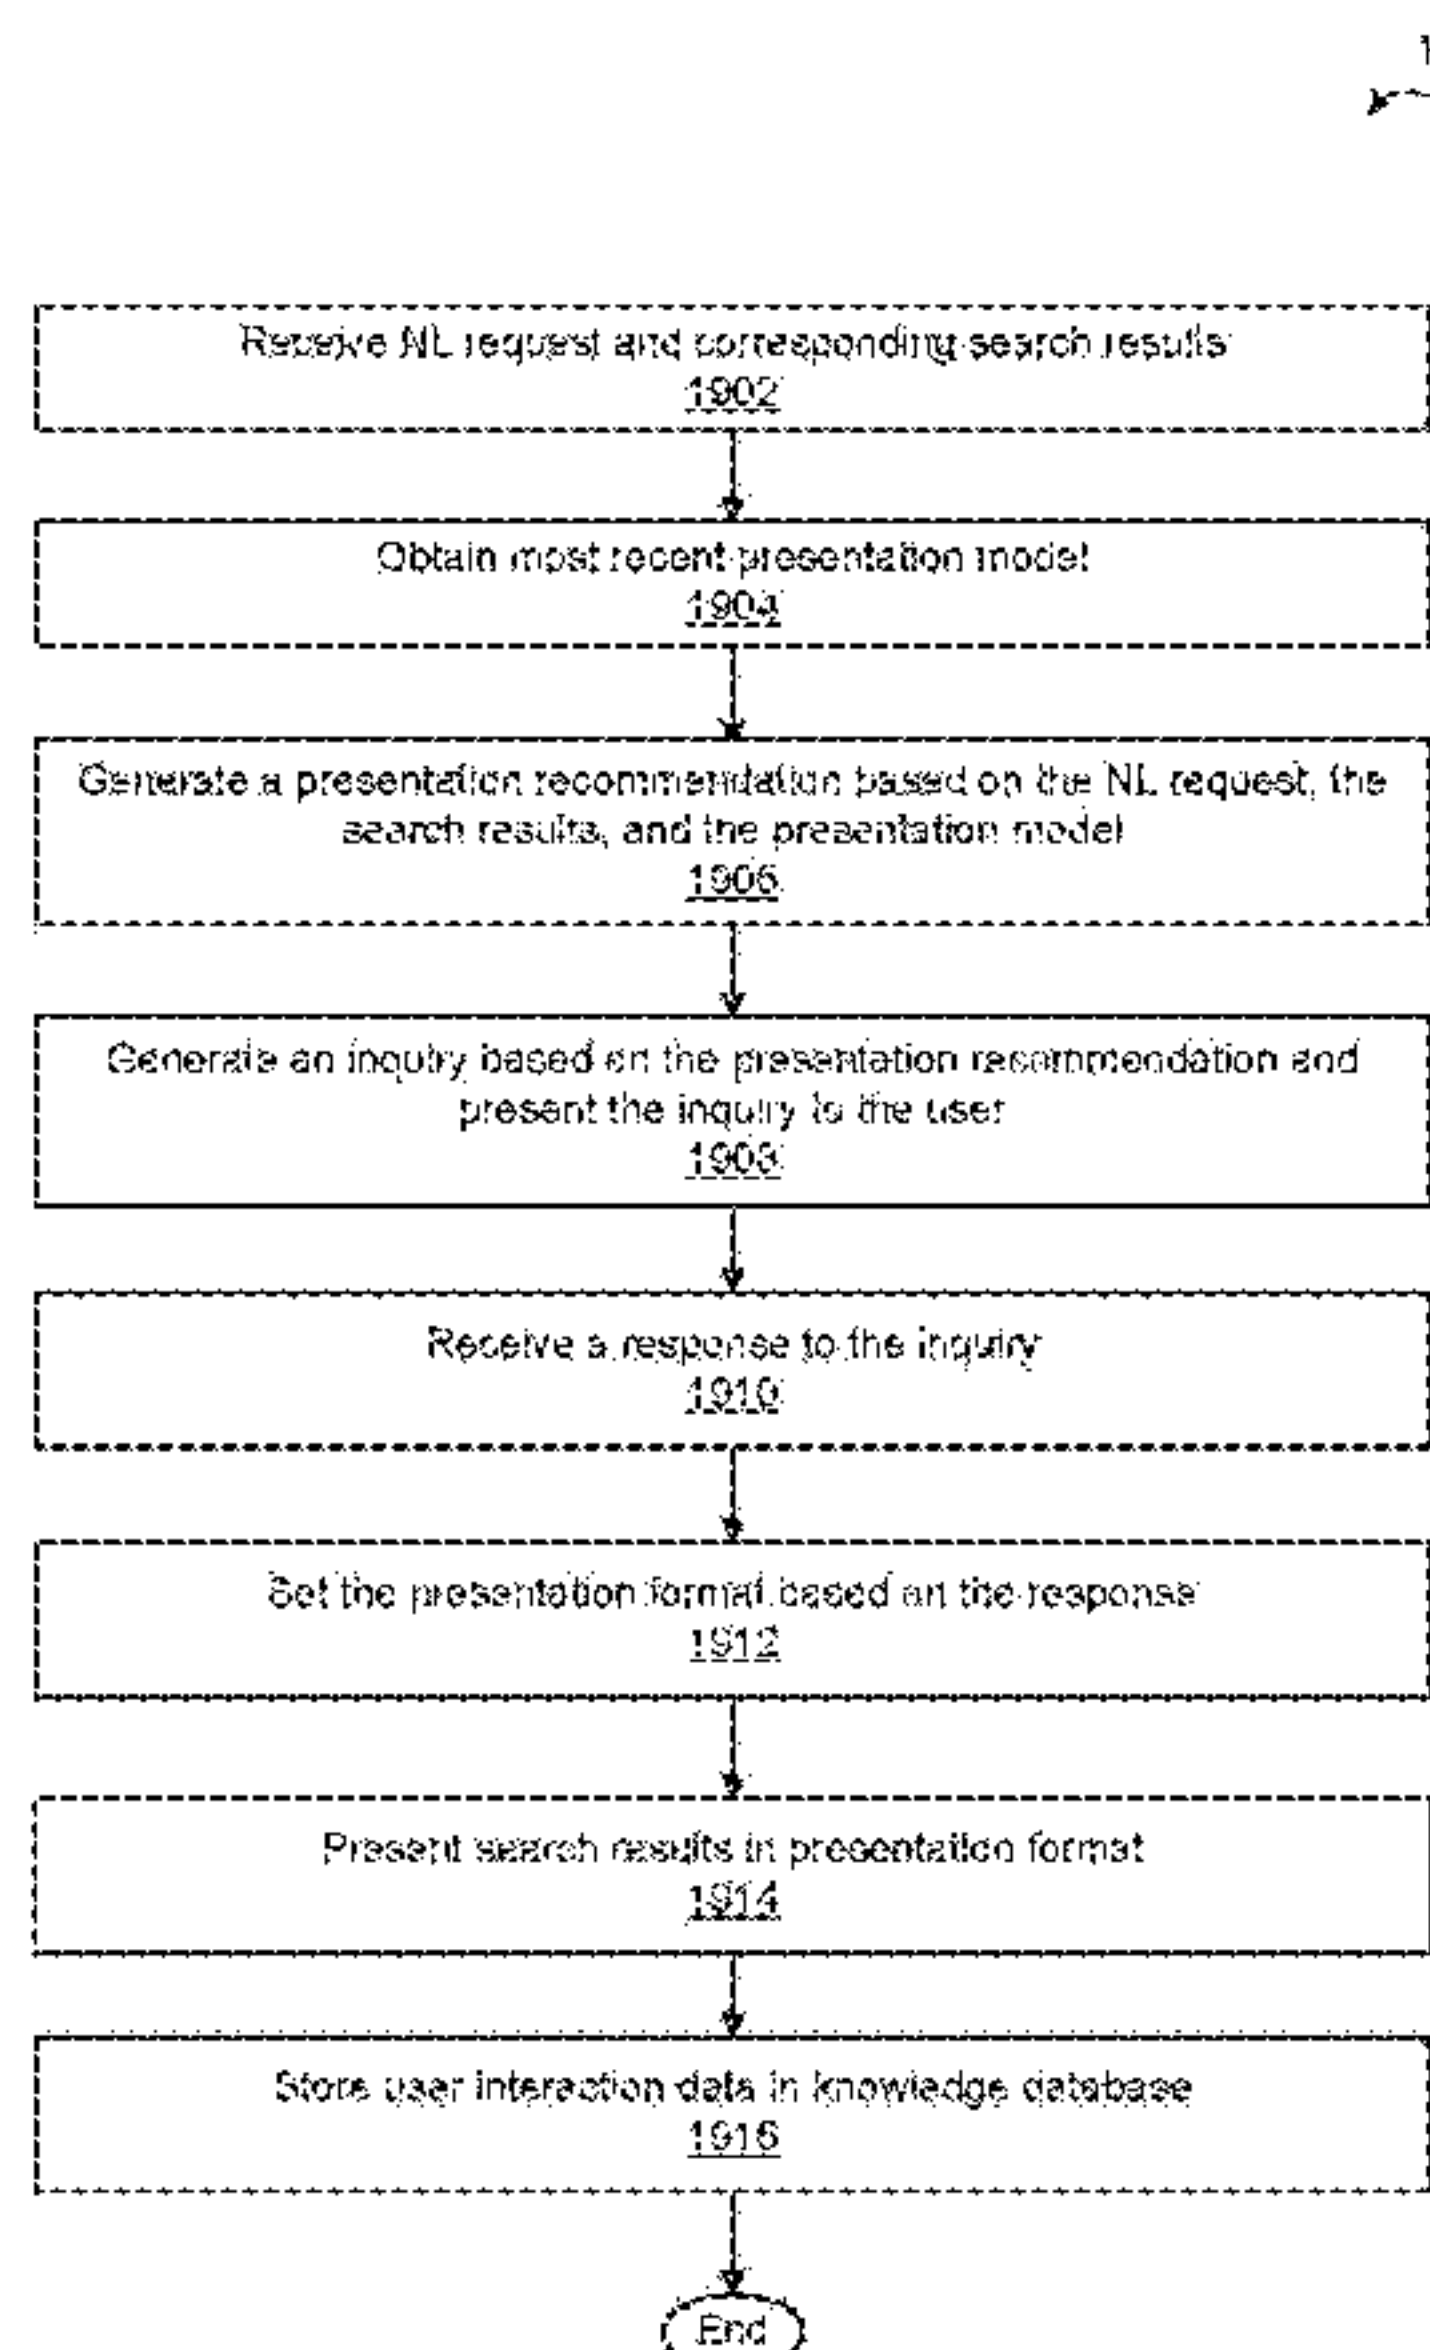 Receive NL request and corresponding search results
1902
Obtain most recent presentation model
1904
Generate a presentation recommendation based on the NL request, the
search results, and the presentation model
1906
Generate an inquiry based on the presentation recommendation and
present the inquiry to the user
1908
Receive a response to the inquiry
1910
Set the presentation format based on the response
1912
Present search results in presentation format
1914
Store user interaction data in knowledge database
1916
End